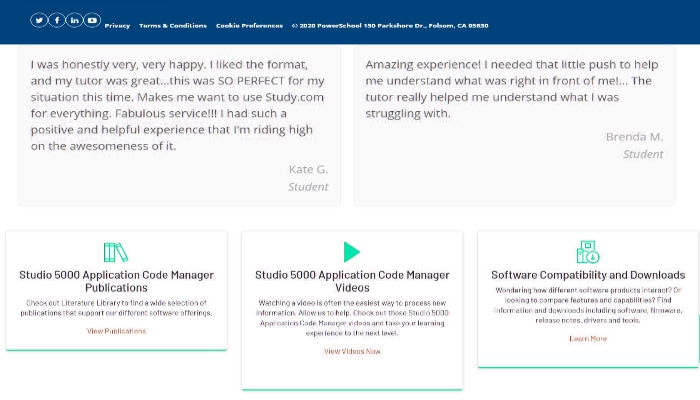 Privacy Terms & Conditions Cookie Preferences © 2020 PowerSchool 150 Parkshore Dr., Folsom, CA 95630
I was honestly very, very happy. I liked the format,
and my tutor was great...this was SO PERFECT for my
situation this time. Makes me want to use Study.com
for everything. Fabulous service!!! I had such a
positive and helpful experience that I'm riding high
on the awesomeness of it.
Kate G.
Student
Amazing experience! I needed that little push to help
me understand what was right in front of me!... The
tutor really helped me understand what I was
struggling with.
Brenda M.
Student
Studio 5000 Application Code Manager
Publications
Check out Literature Library to find a wide selection of
publications that support our different software offerings.
View Publications
Studio 5000 Application Code Manager
Videos
Watching a video is often the easiest way to process new
information. Allow us to help. Check out these Studio 5000
Application Code Manager videos and take your learning
experience to the next level.
View Videos Now
Software Compatibility and Downloads
Wondering how different software products interact? Or
looking to compare features and capabilities? Find
information and downloads including software, firmware,
release notes, drivers and tools.
Learn More